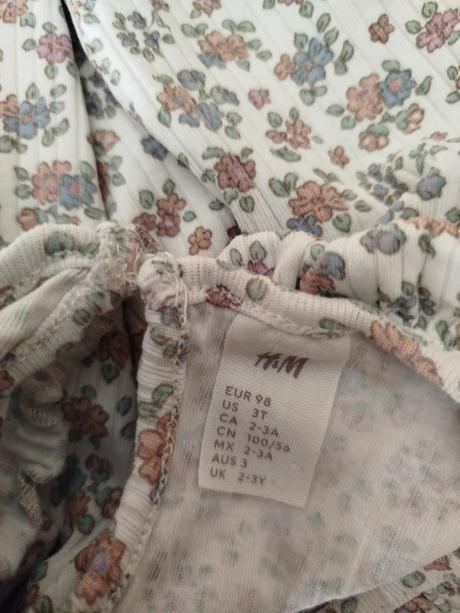 H&M
EUR 98
US 3T
CA 2-3A
CN 100/56
MX 2-3A
AUS 3
UK 2-3Y